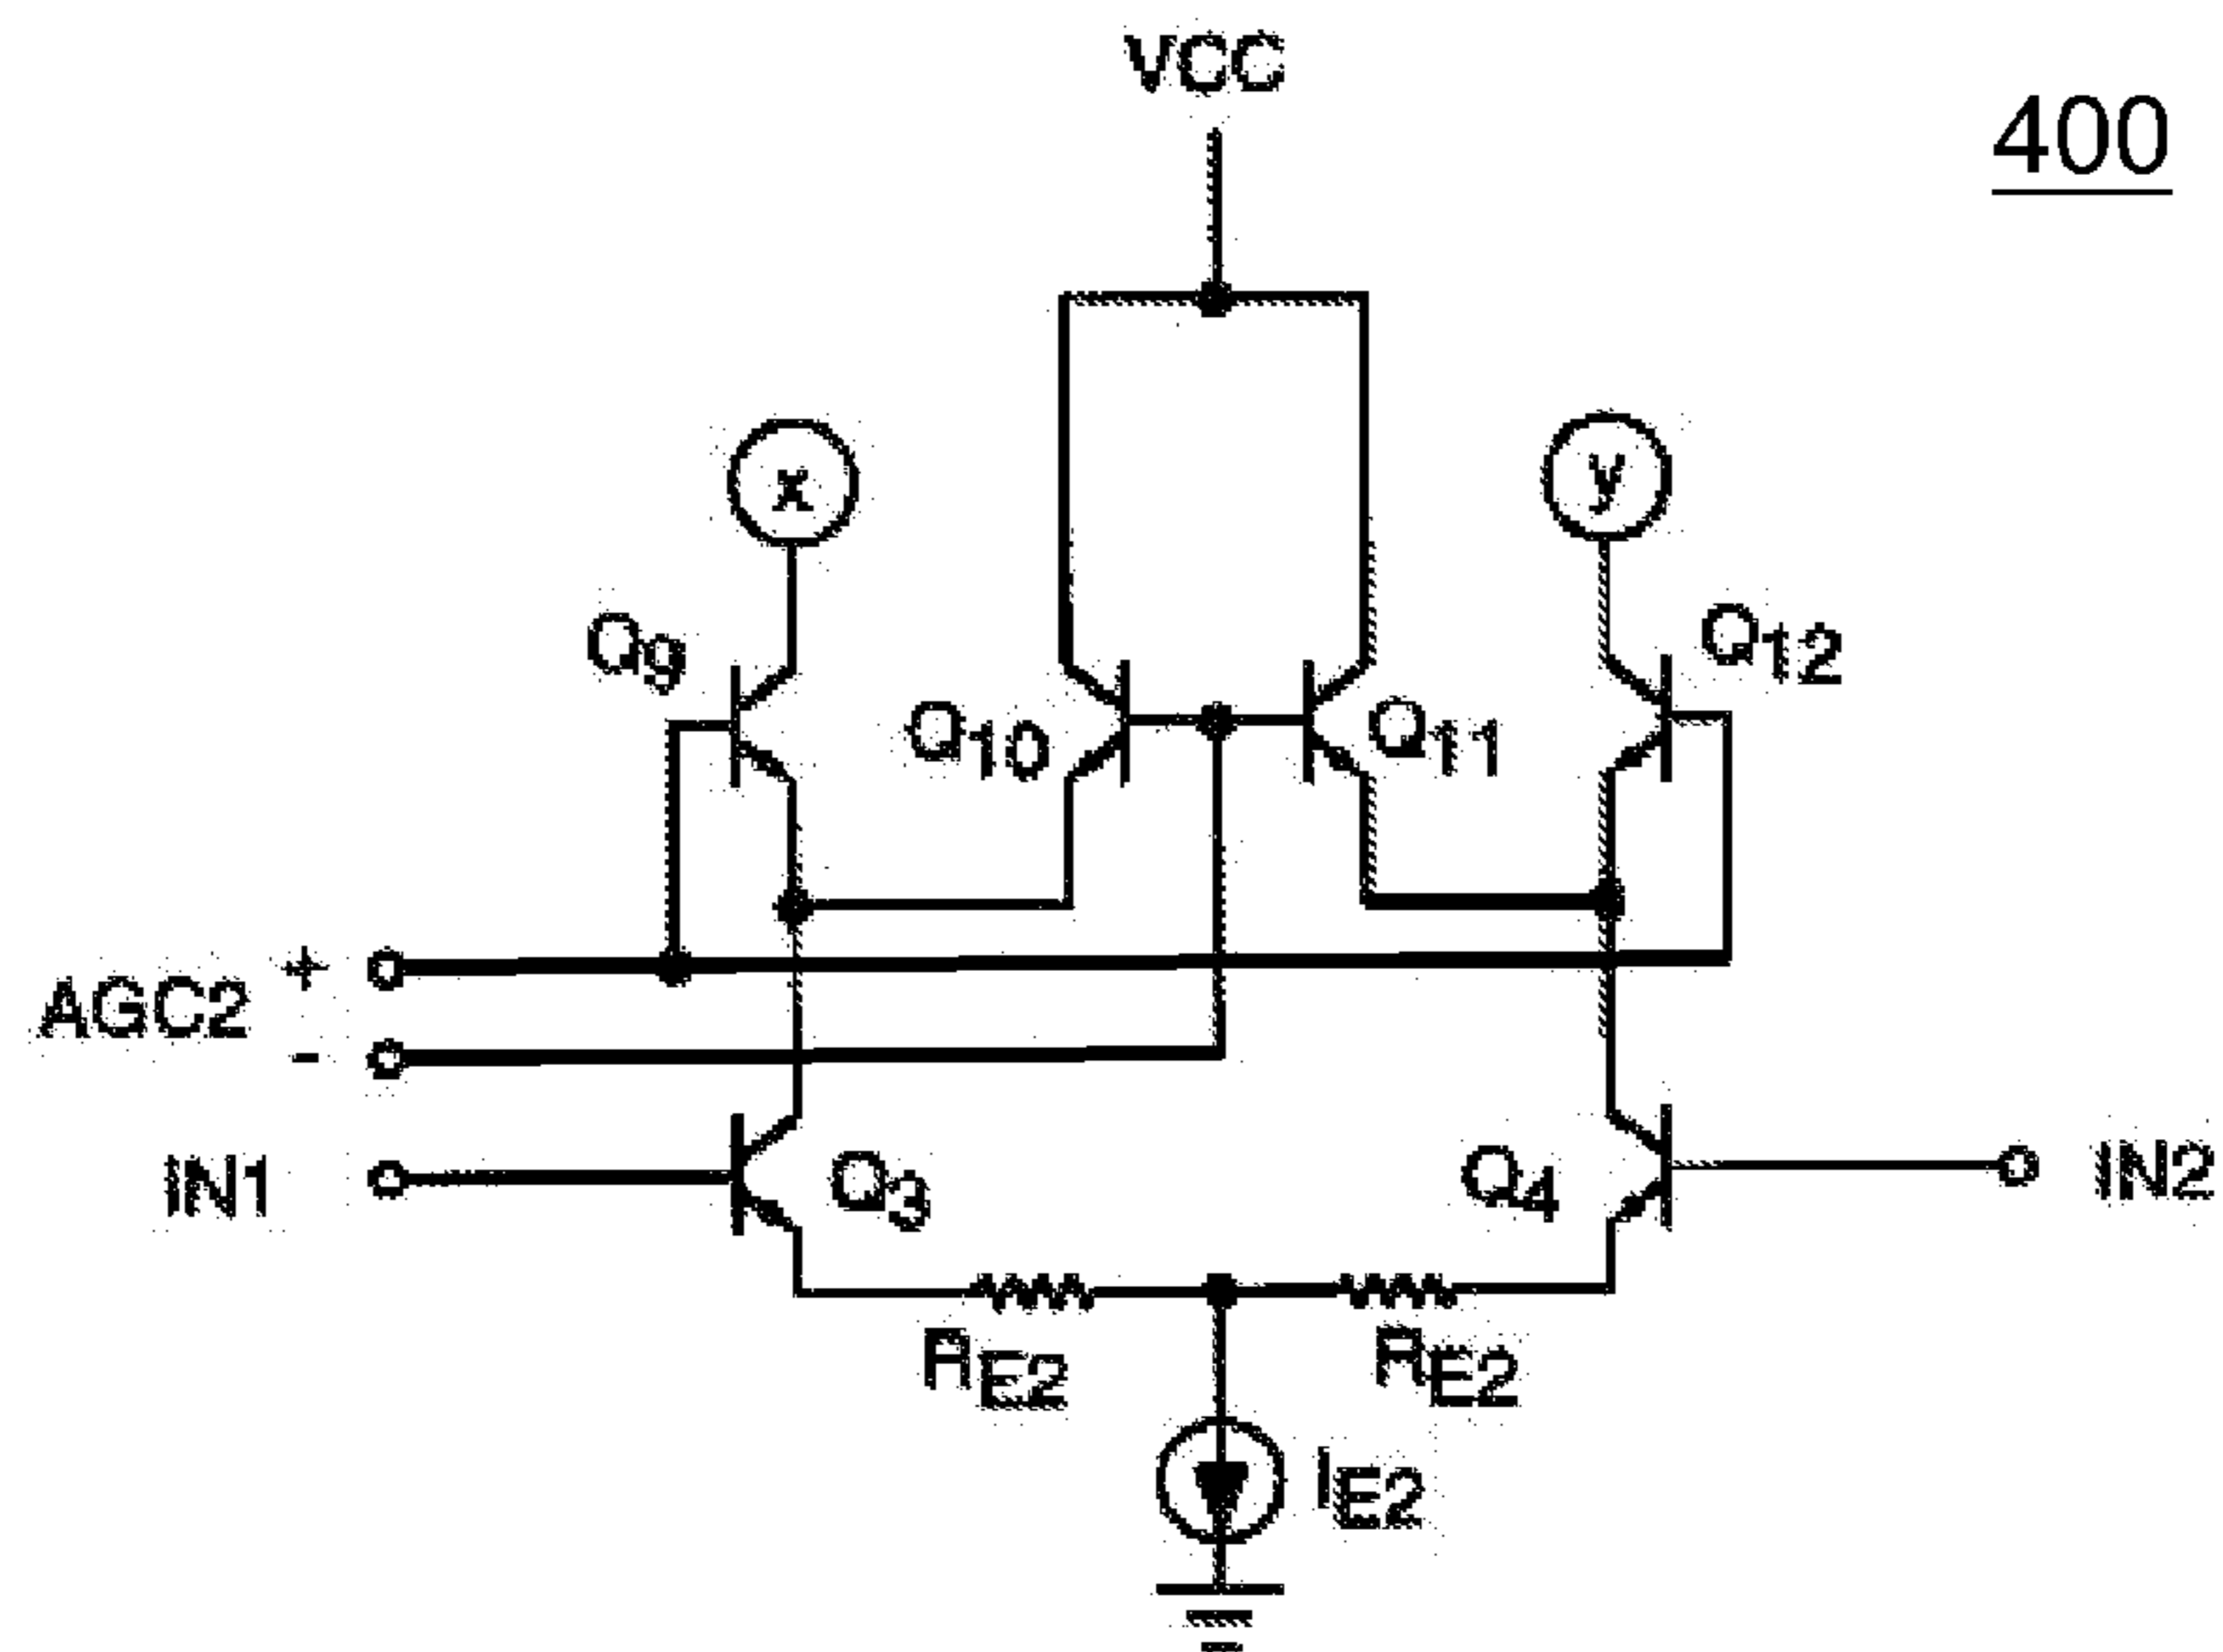 VCC
400
x
y
Q9
Q12
Q10
Q11
AGC2
+
-
IN1
Q3
Q4
IN2
RE2
RE2
IE2